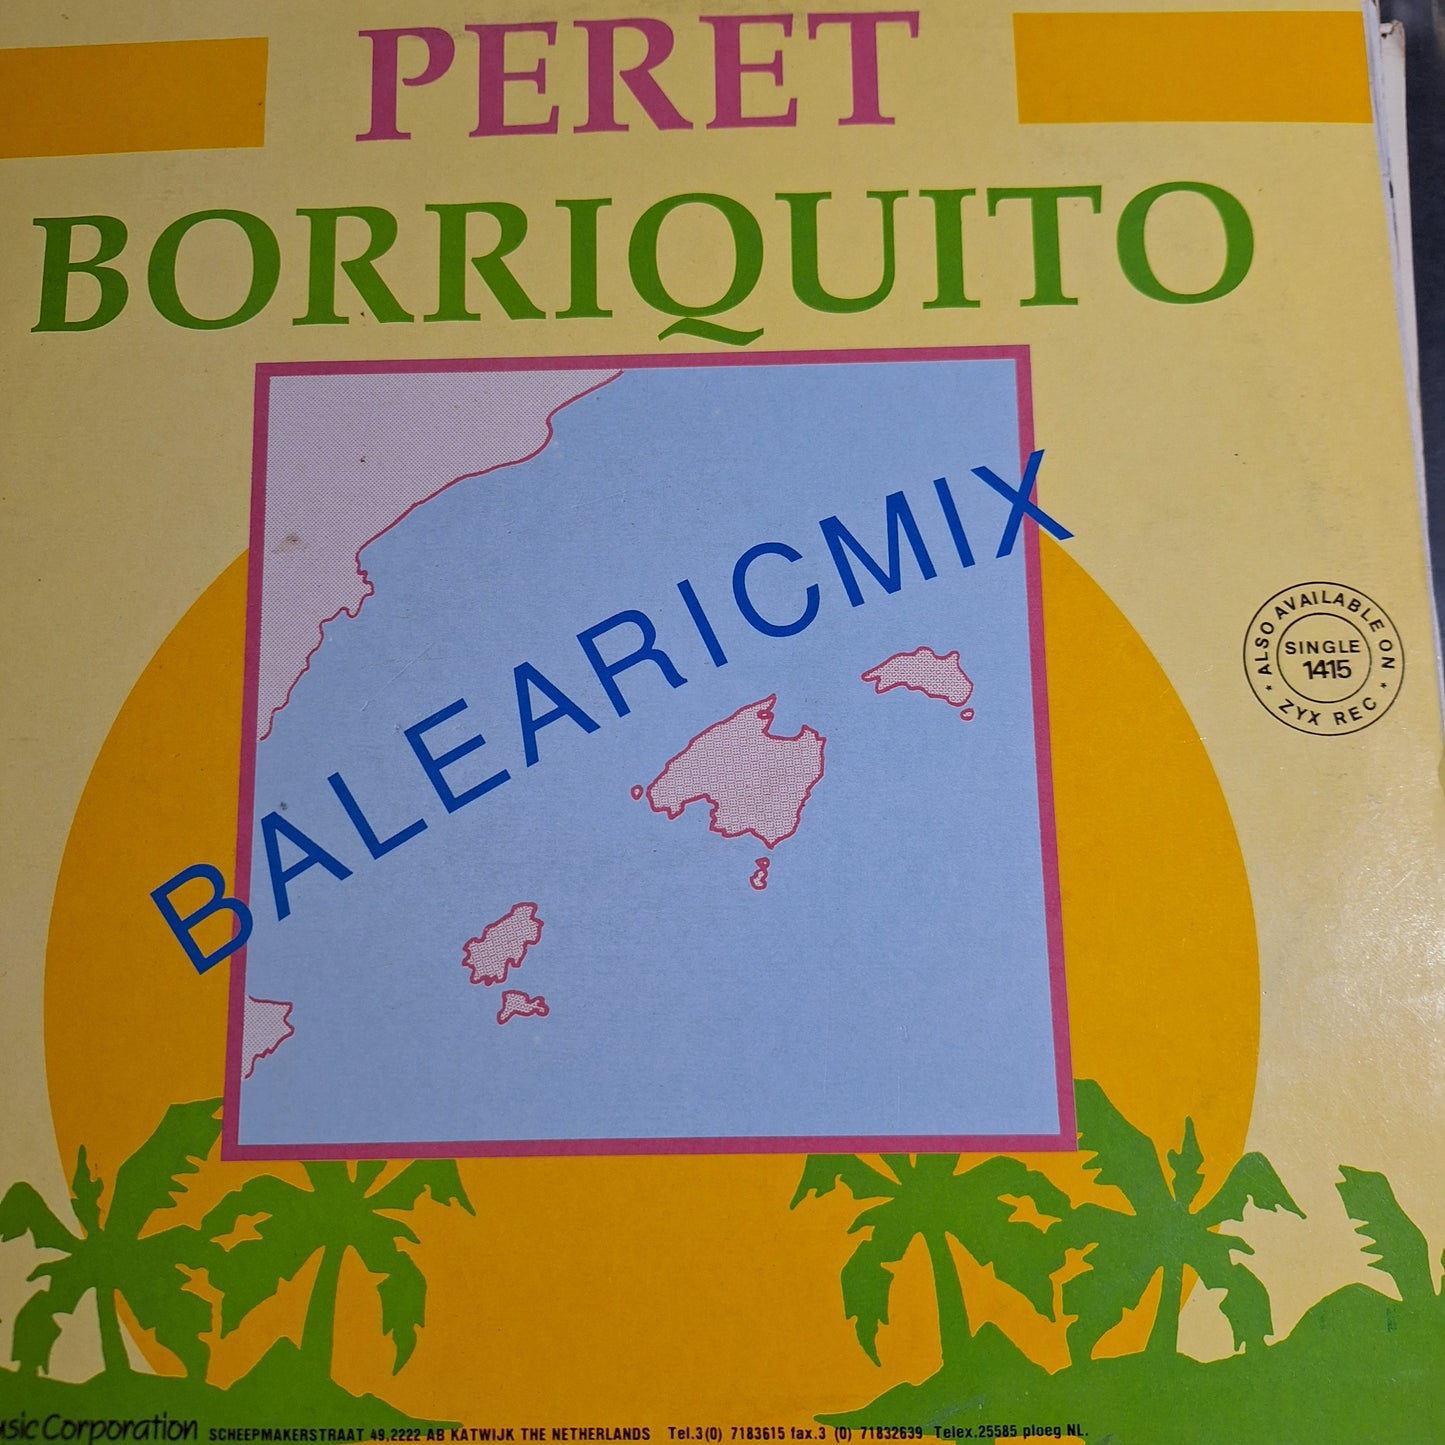 PERET
BORRIQUITO
BALEARICMIX
ALSO AVAILABLE ON
SINGLE
1415
* ZYX REC *
Corporation SCHEEPMAKERSTRAAT 49,2222 AB KATWIJK THE NETHERLANDS Tel.3(0) 7183615 fax.3 (0) 71832639 Telex.25585 ploeg NL.